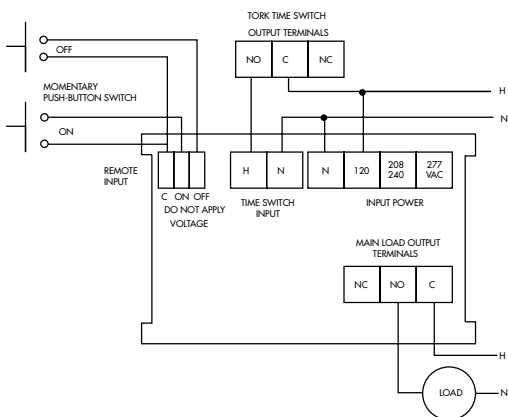 TORK TIME SWITCH
OUTPUT TERMINALS
NO C NC
OFF
MOMENTARY
PUSH-BUTTON SWITCH
ON
H
N
REMOTE
INPUT
C ON OFF
DO NOT APPLY
VOLTAGE
H N
TIME SWITCH
INPUT
N 120 208
240 277
VAC
INPUT POWER
MAIN LOAD OUTPUT
TERMINALS
NC NO C
H
LOAD
N